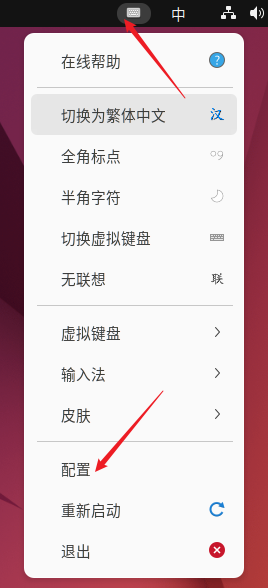 中
在线帮助
切换为繁体中文 汉
全角标点
半角字符
切换虚拟键盘
无联想 联
虚拟键盘
输入法
皮肤
配置
重新启动
退出